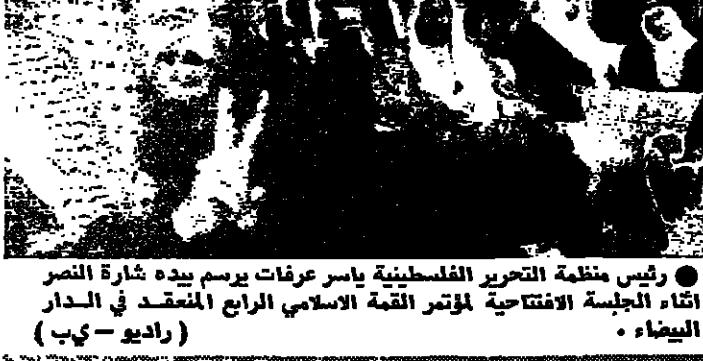 ● رئيس منظمة التحرير الفلسطينية ياسر عرفات يرسم بيده شارة النصر
اثناء الجلسة الافتتاحية لمؤتمر القمة الاسلامي الرابع المنعقد في الدار
البيضاء . ( راديو – ي ب )